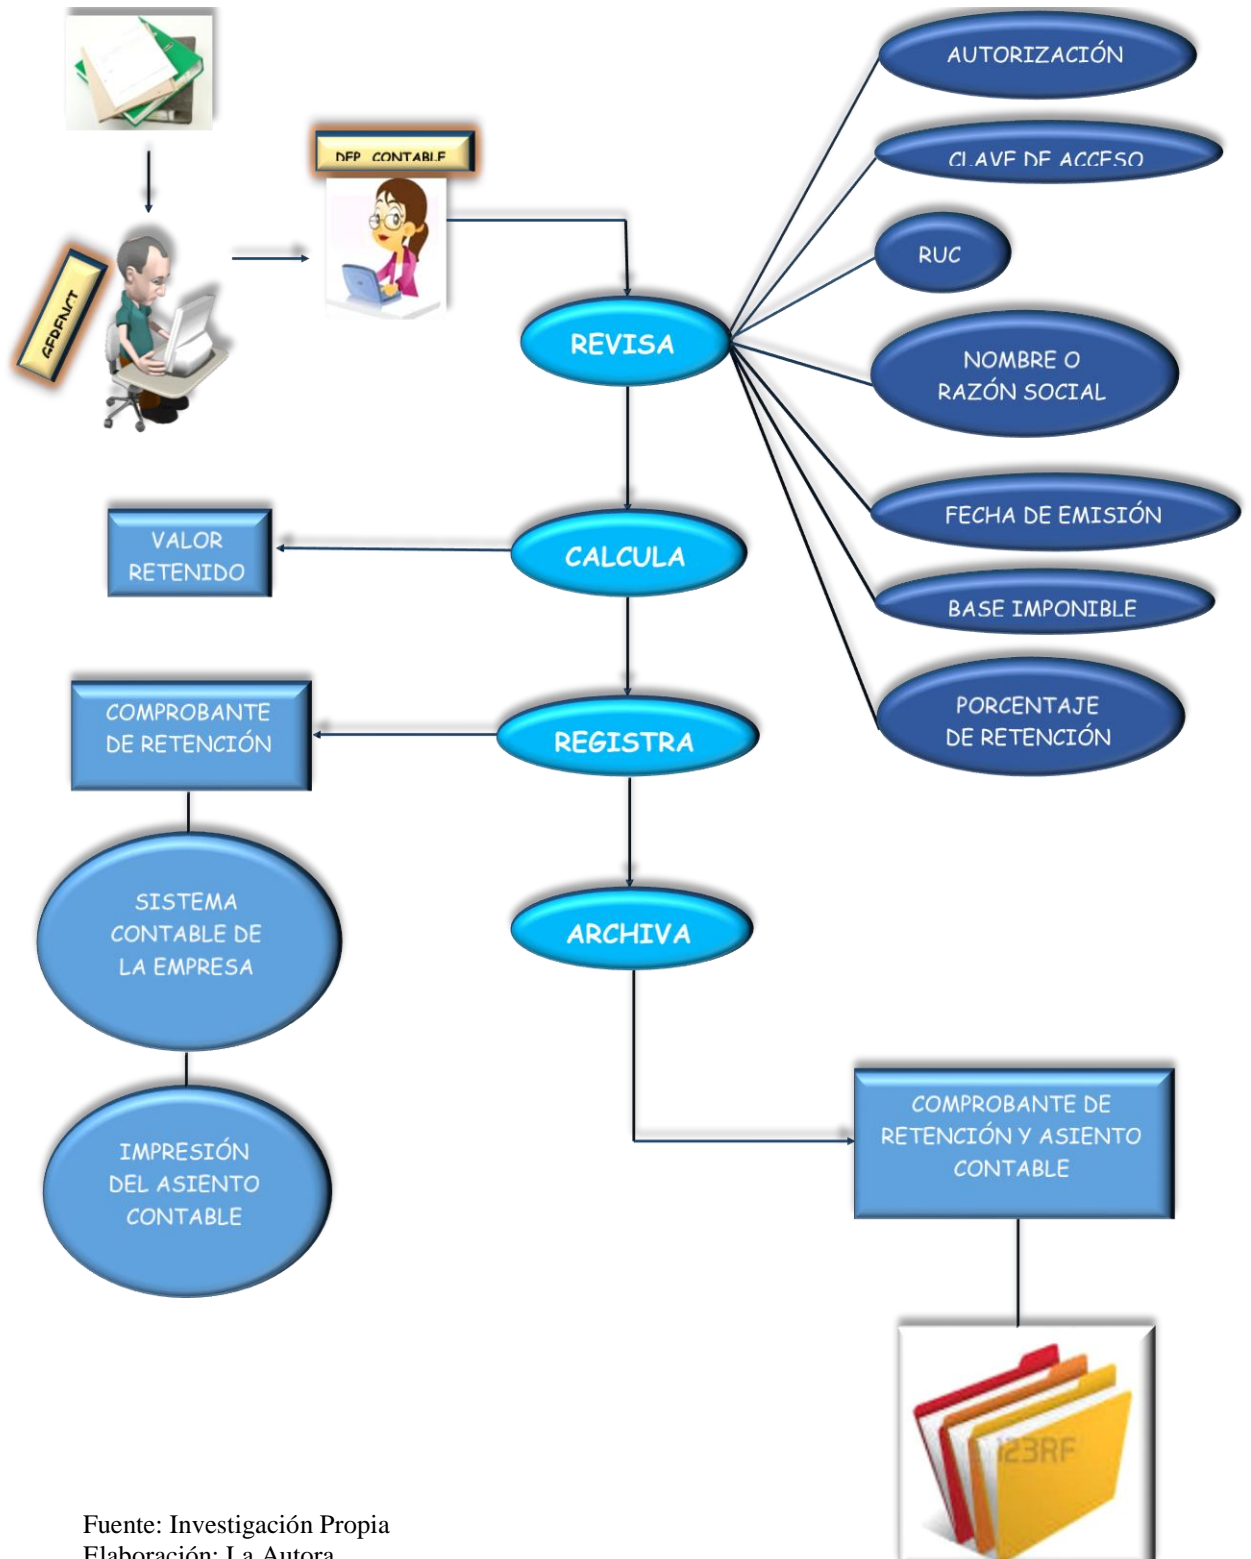 AUTORIZACIÓN
DEP. CONTABLE
CLAVE DE ACCESO
RUC
REVISA
NOMBRE O
RAZÓN SOCIAL
FECHA DE EMISIÓN
VALOR
RETENIDO
CALCULA
BASE IMPONIBLE
COMPROBANTE
DE RETENCIÓN
REGISTRA
PORCENTAJE
DE RETENCIÓN
SISTEMA
CONTABLE DE
LA EMPRESA
ARCHIVA
IMPRESIÓN
DEL ASIENTO
CONTABLE
COMPROBANTE DE
RETENCIÓN Y ASIENTO
CONTABLE
123RF
Fuente: Investigación Propia
Elaboración: La Autora